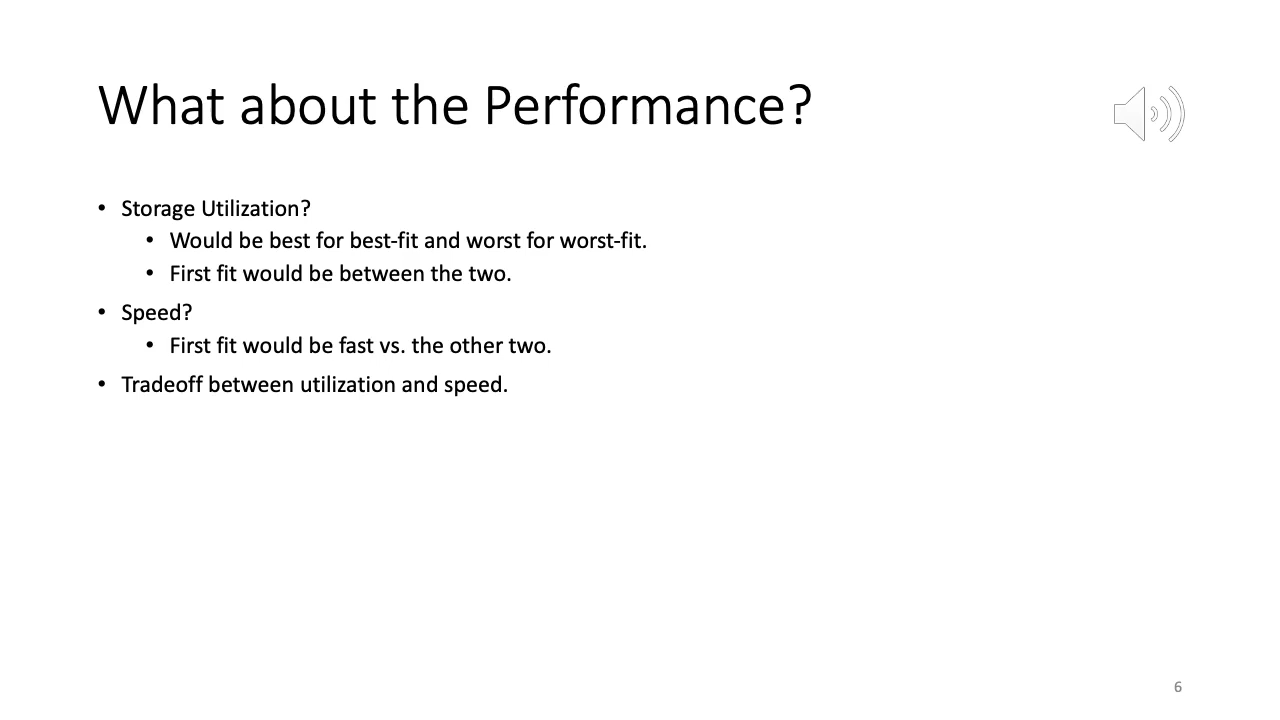 What about the Performance?
• Storage Utilization?
• Would be best for best-fit and worst for worst-fit.
• First fit would be between the two.
• Speed?
• First fit would be fast vs. the other two.
• Tradeoff between utilization and speed.
6